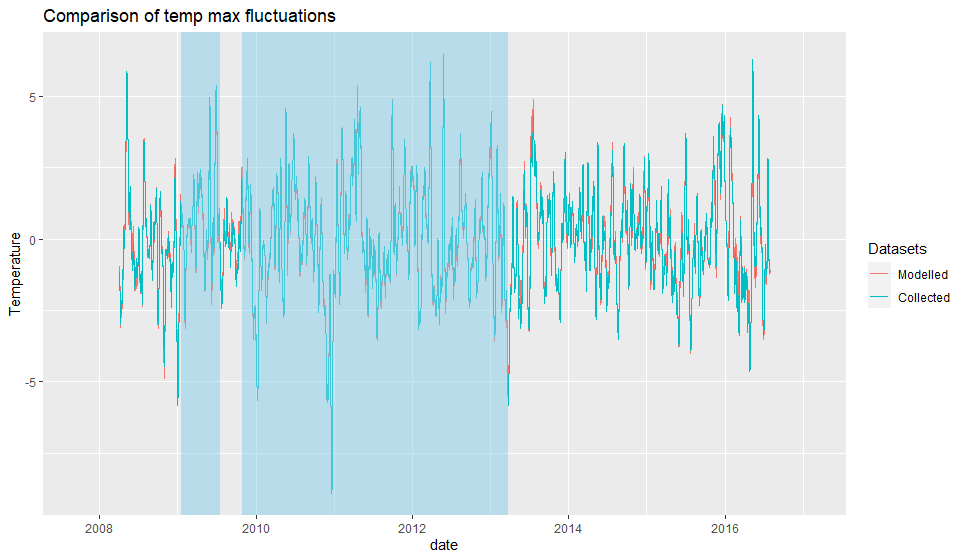 Comparison of temp max fluctuations
Temperature
5
0
-5
2008
2010
2012
2014
2016
date
Datasets
Modelled
Collected